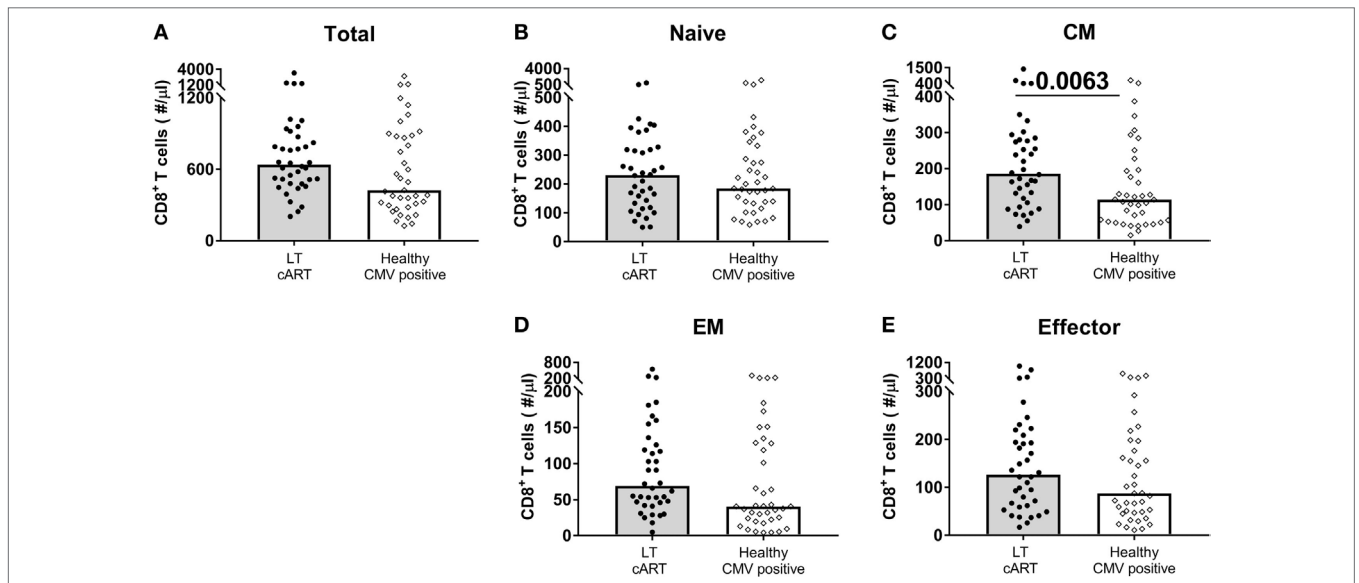 A Total
CD8+ T cells ( #/µl)
4000
1200
1200
600
0
LT
cART
Healthy
CMV positive
B Naive
CD8+ T cells ( #/µl)
4000
500
500
400
300
200
100
0
LT
cART
Healthy
CMV positive
C CM
CD8+ T cells ( #/µl)
1500
400
400
300
200
100
0
0.0063
LT
cART
Healthy
CMV positive
D EM
CD8+ T cells ( #/µl)
800
200
200
150
100
50
0
LT
cART
Healthy
CMV positive
E Effector
CD8+ T cells ( #/µl)
1200
300
300
200
100
0
LT
cART
Healthy
CMV positive